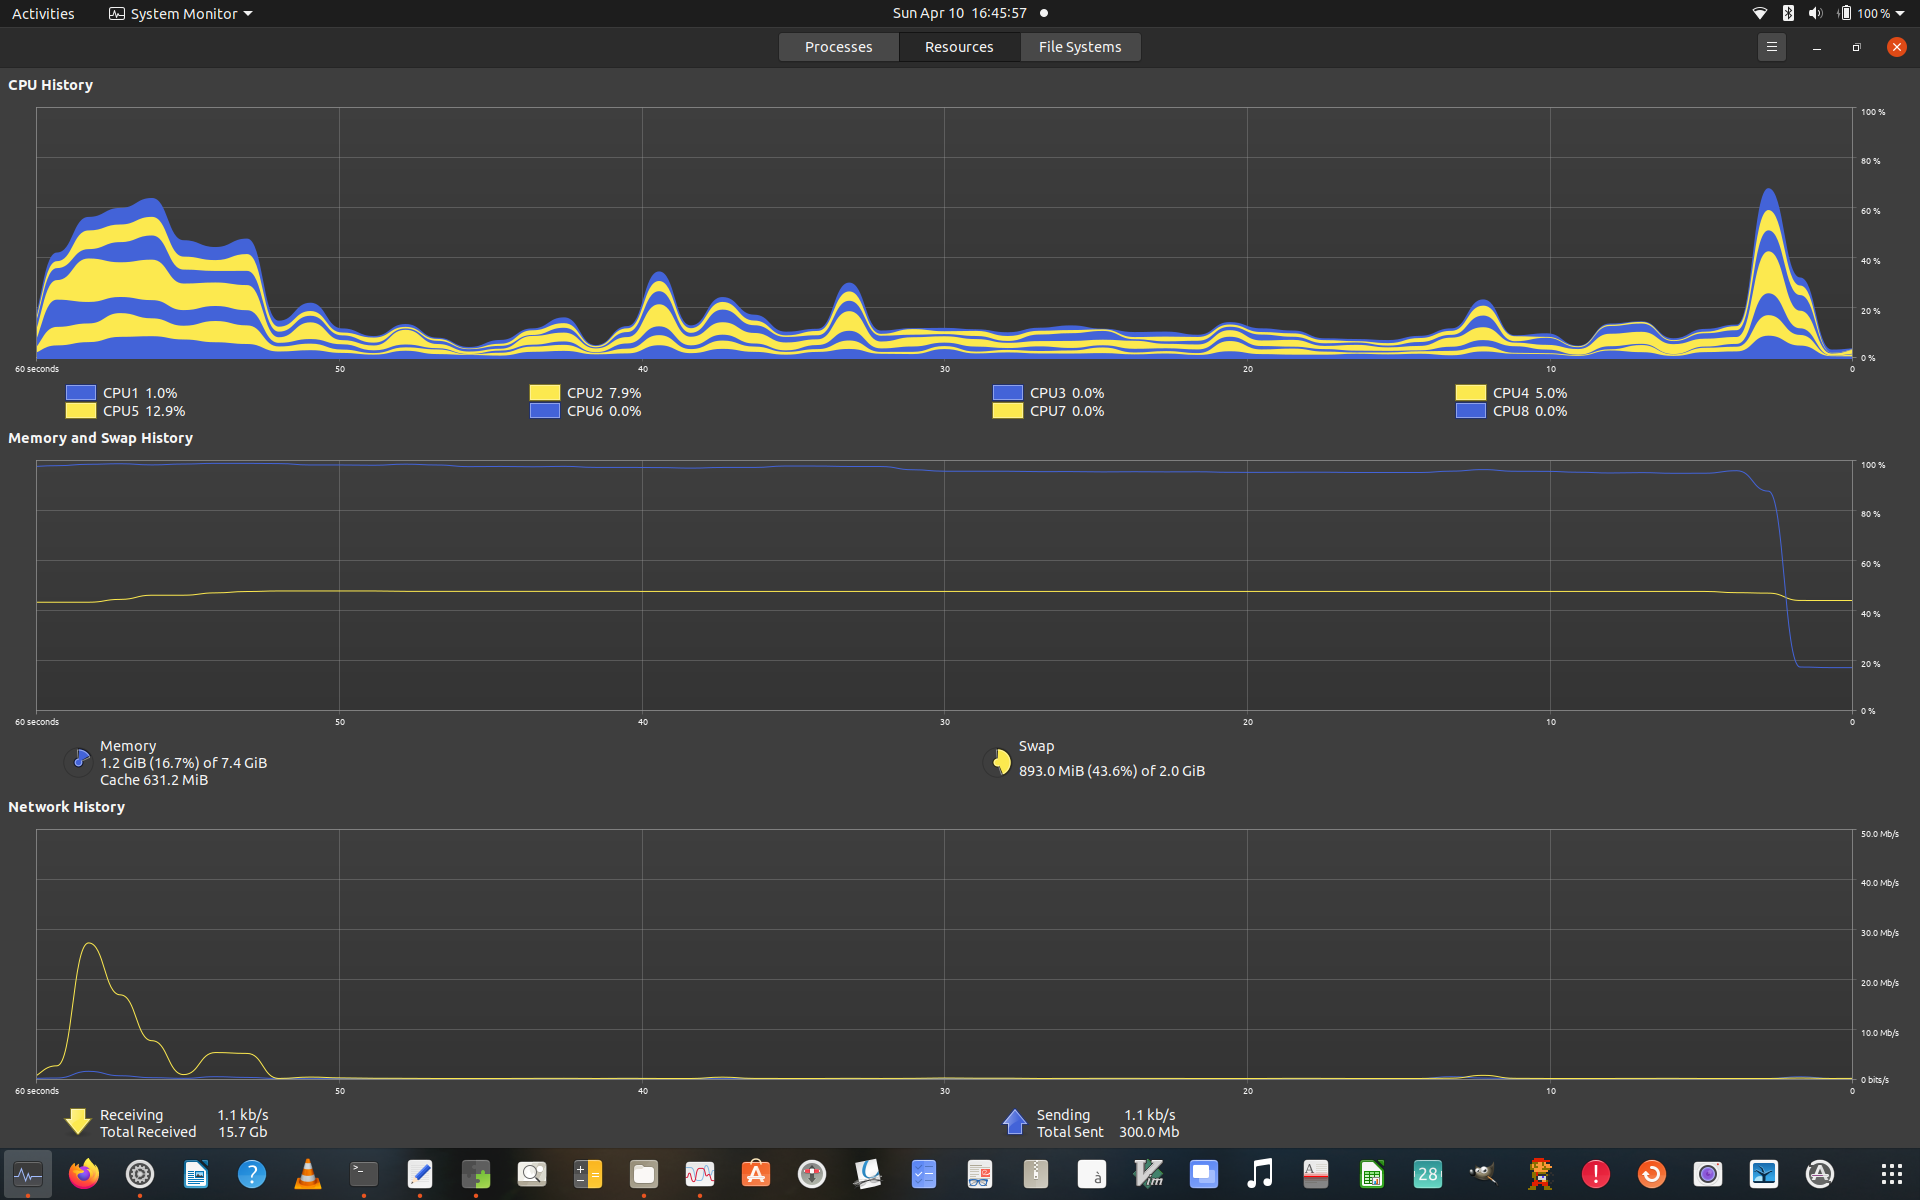 Activities System Monitor Sun Apr 10 16:45:57 100 %
Processes Resources File Systems
CPU History
100 %
80 %
60 %
40 %
20 %
0 %
60 seconds 50 40 30 20 10 0
CPU1 1.0% CPU2 7.9% CPU3 0.0% CPU4 5.0%
CPU5 12.9% CPU6 0.0% CPU7 0.0% CPU8 0.0%
Memory and Swap History
100 %
80 %
60 %
40 %
20 %
0 %
60 seconds 50 40 30 20 10 0
Memory
1.2 GiB (16.7%) of 7.4 GiB
Cache 631.2 MiB
Swap
893.0 MiB (43.6%) of 2.0 GiB
Network History
50.0 Mb/s
40.0 Mb/s
30.0 Mb/s
20.0 Mb/s
10.0 Mb/s
0 bits/s
60 seconds 50 40 30 20 10 0
Receiving 1.1 kb/s
Total Received 15.7 Gb
Sending 1.1 kb/s
Total Sent 300.0 Mb
>_ ? à Vim A 28 !